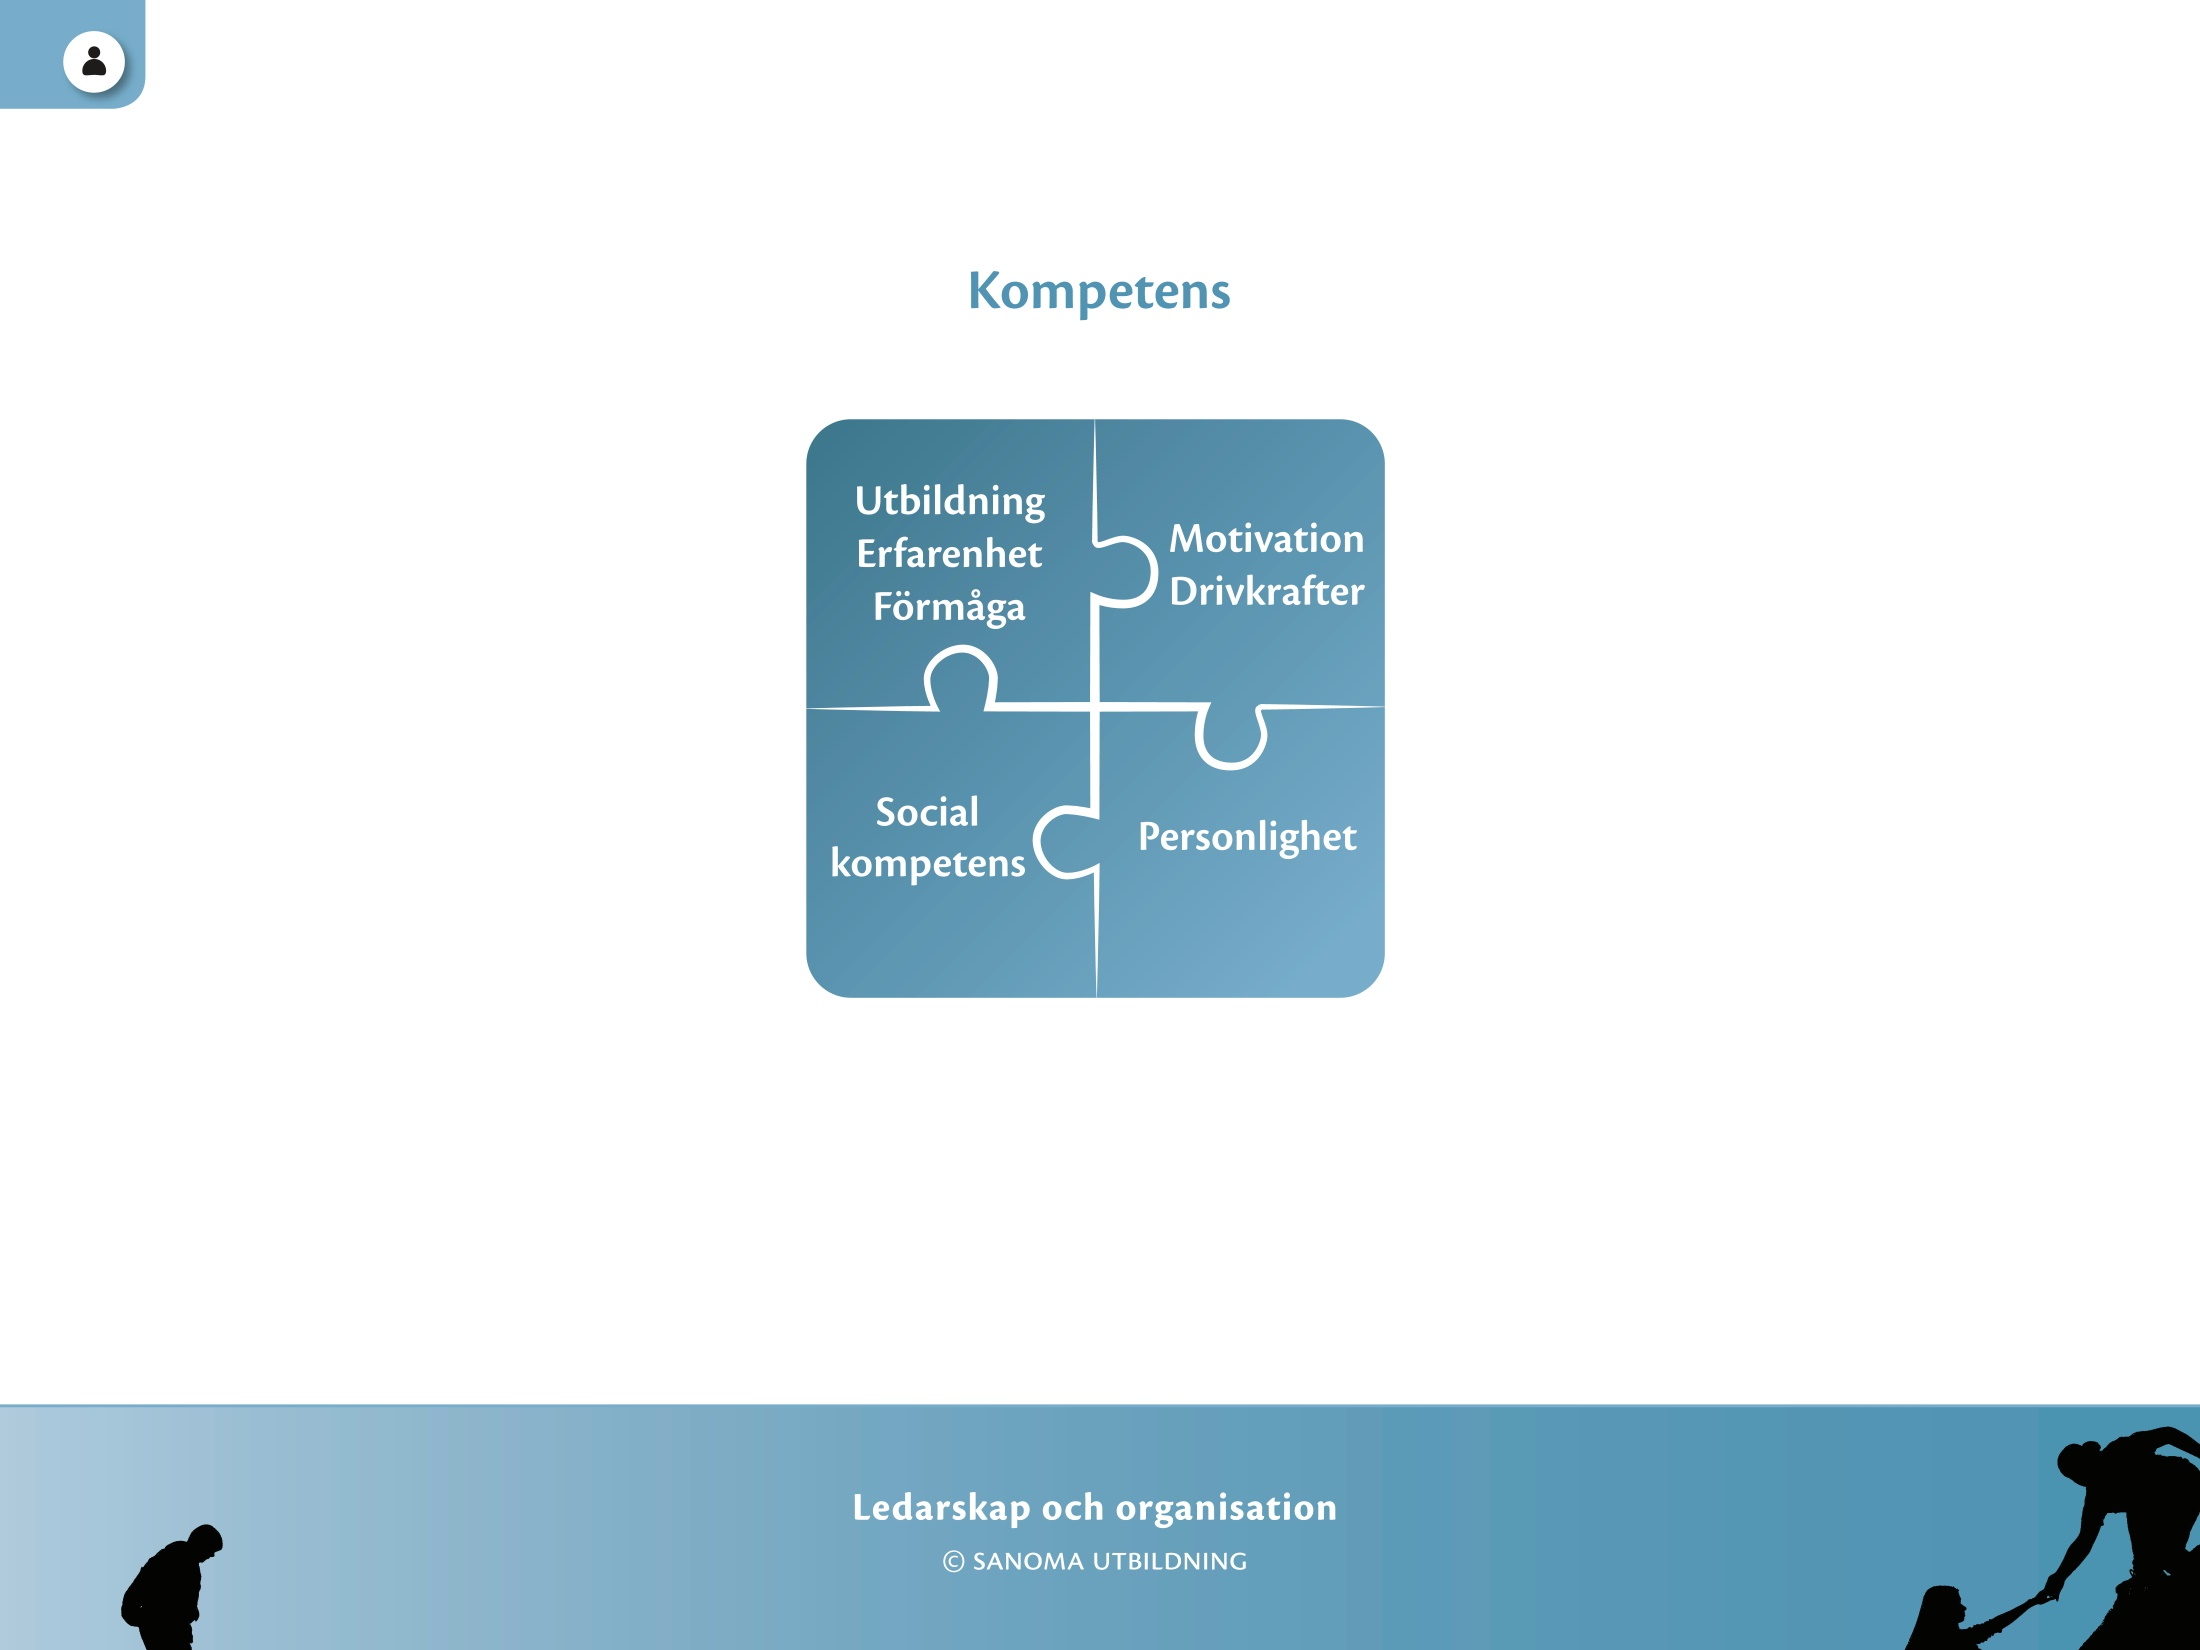 Kompetens
Utbildning
Erfarenhet
Förmåga
Motivation
Drivkrafter
Social
kompetens
Personlighet
Ledarskap och organisation
© SANOMA UTBILDNING